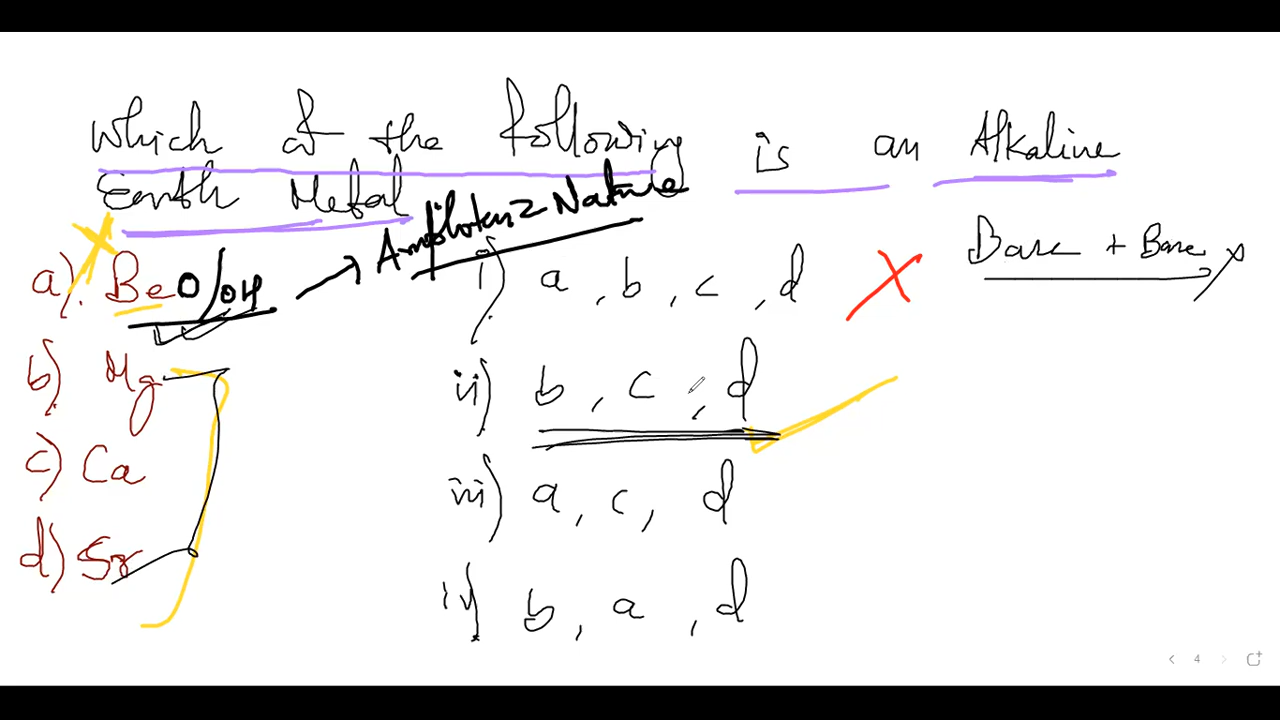 Which of the following is an Alkaline
Earth Metal
Amphoteric Nature
Base + Base
a). BeO/OH
i) a, b, c, d
b) Mg
ii) b, c, d
c) Ca
iii) a, c, d
d) Sr
iv) b, a, d
4